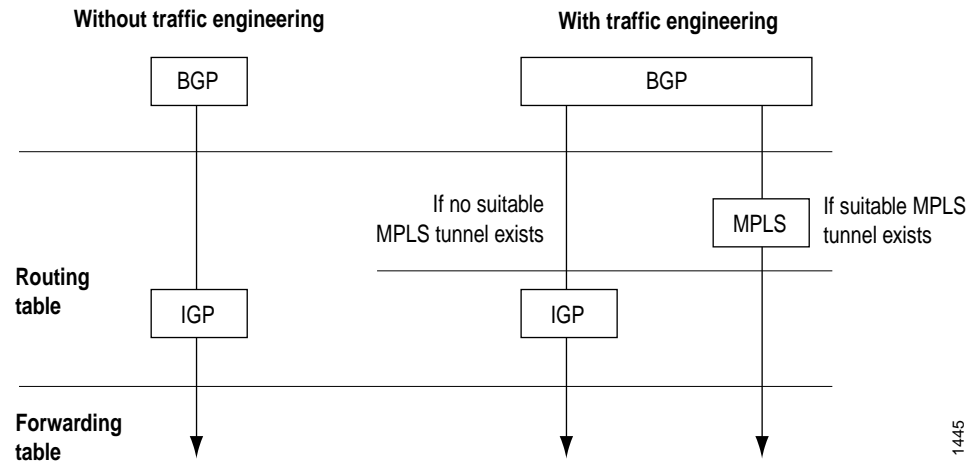 Without traffic engineering
With traffic engineering
BGP
BGP
If no suitable
MPLS tunnel exists
MPLS
If suitable MPLS
tunnel exists
Routing
table
IGP
IGP
Forwarding
table
1445